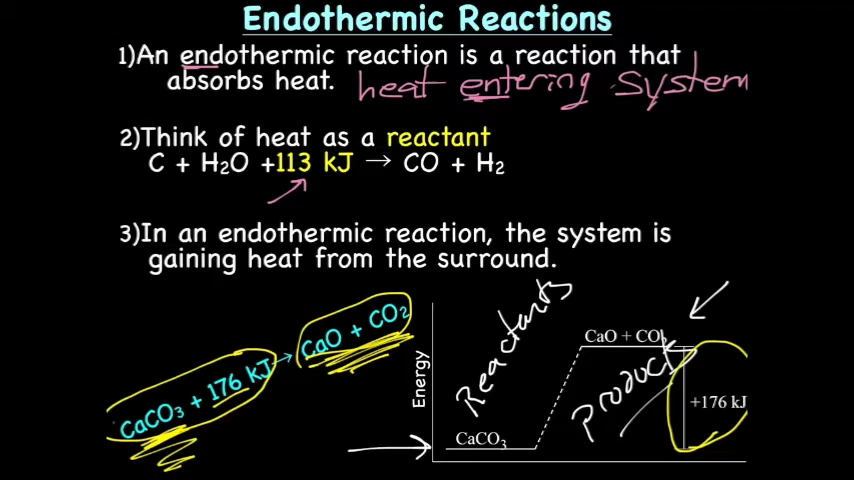 Endothermic Reactions
1)An endothermic reaction is a reaction that
absorbs heat. heat entering system
2)Think of heat as a reactant
C + H₂O +113 kJ → CO + H₂
3)In an endothermic reaction, the system is
gaining heat from the surround.
CaCO₃ + 176 kJ → CaO + CO₂
Energy
Reactants
CaCO₃
CaO + CO
product
+176 kJ